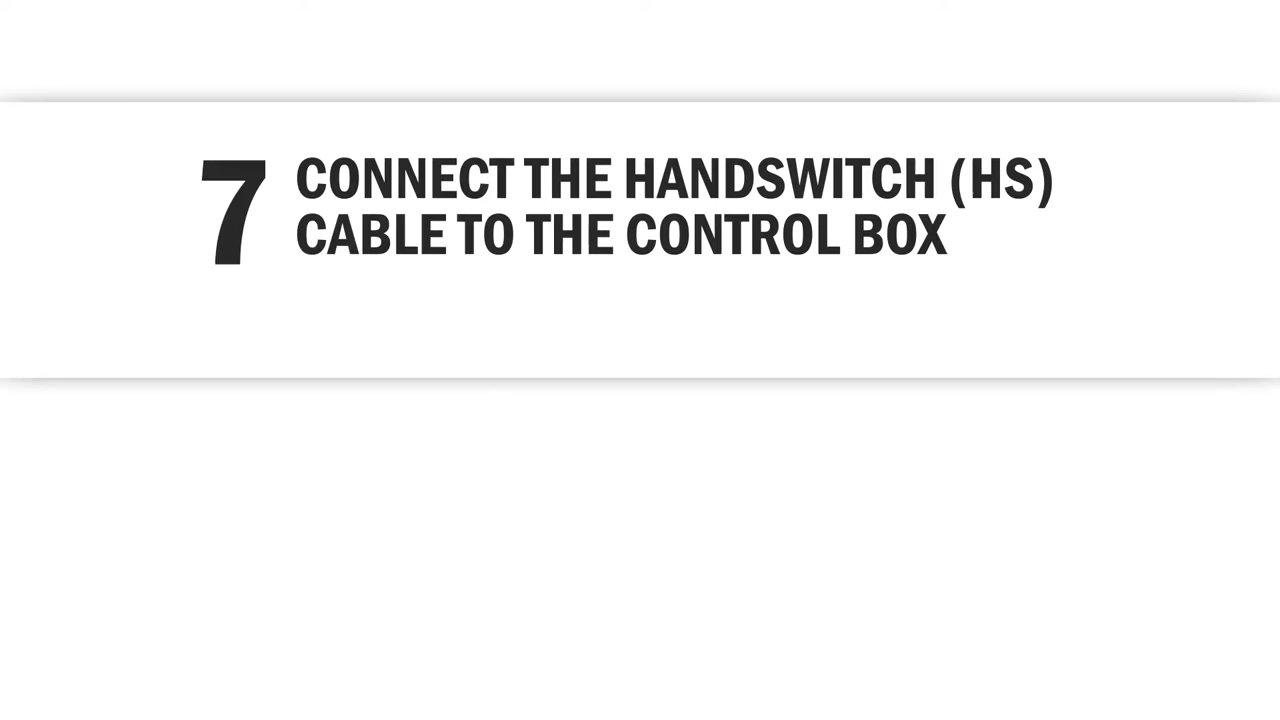 7 CONNECT THE HANDSWITCH (HS)
CABLE TO THE CONTROL BOX